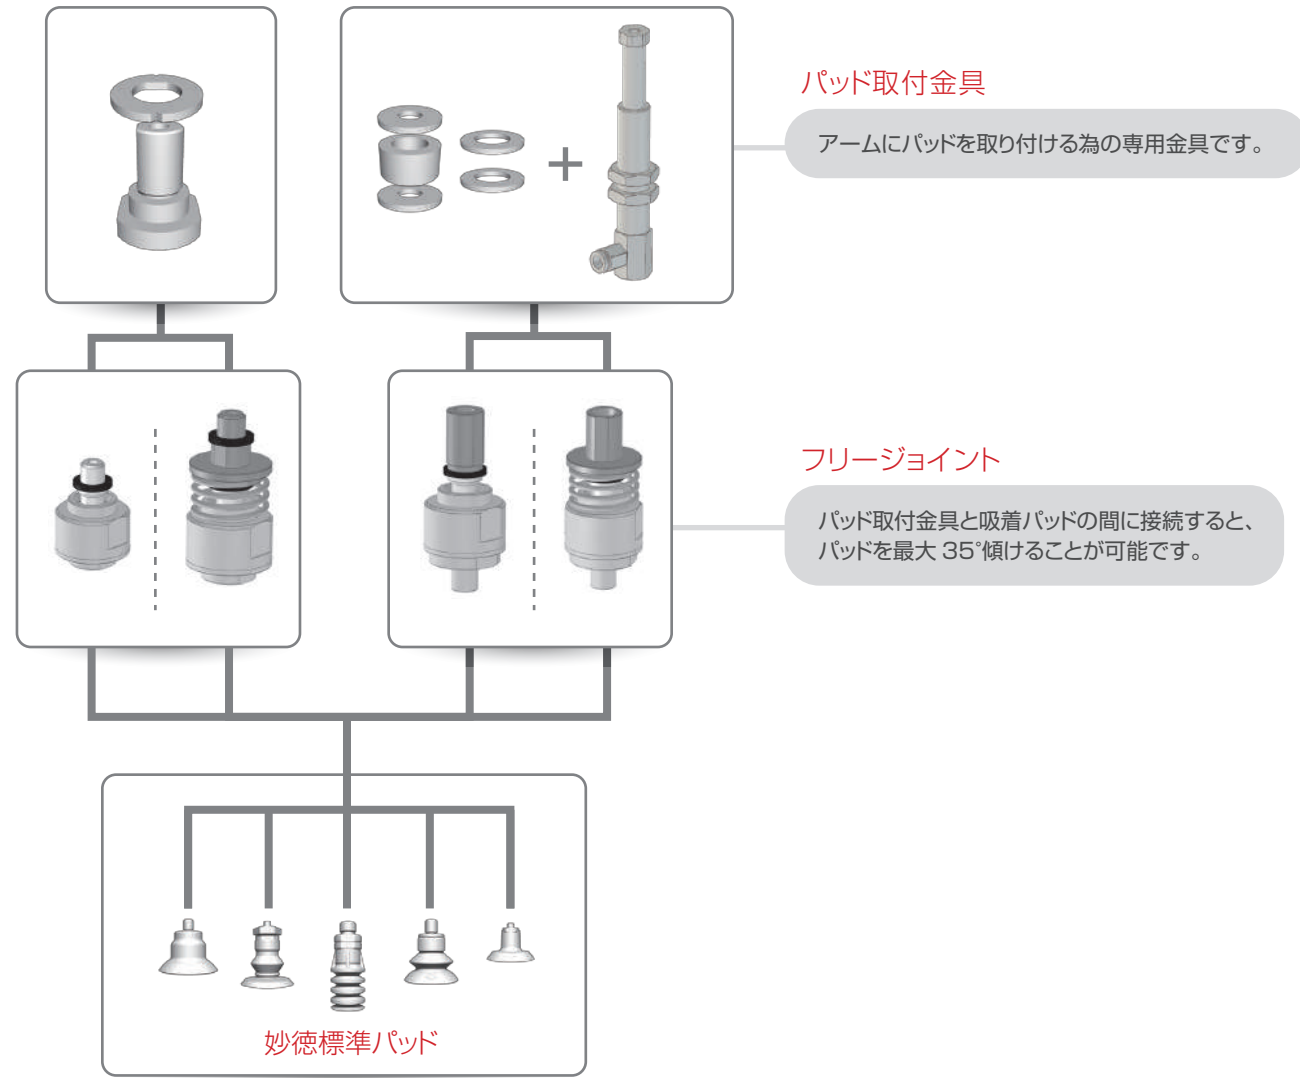 パッド取付金具
アームにパッドを取り付ける為の専用金具です。
フリージョイント
パッド取付金具と吸着パッドの間に接続すると、
パッドを最大 35°傾けることが可能です。
妙徳標準パッド